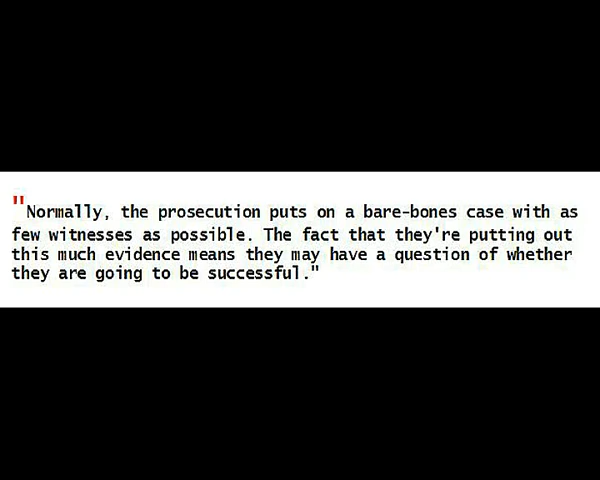 "Normally, the prosecution puts on a bare-bones case with as
few witnesses as possible. The fact that they're putting out
this much evidence means they may have a question of whether
they are going to be successful."